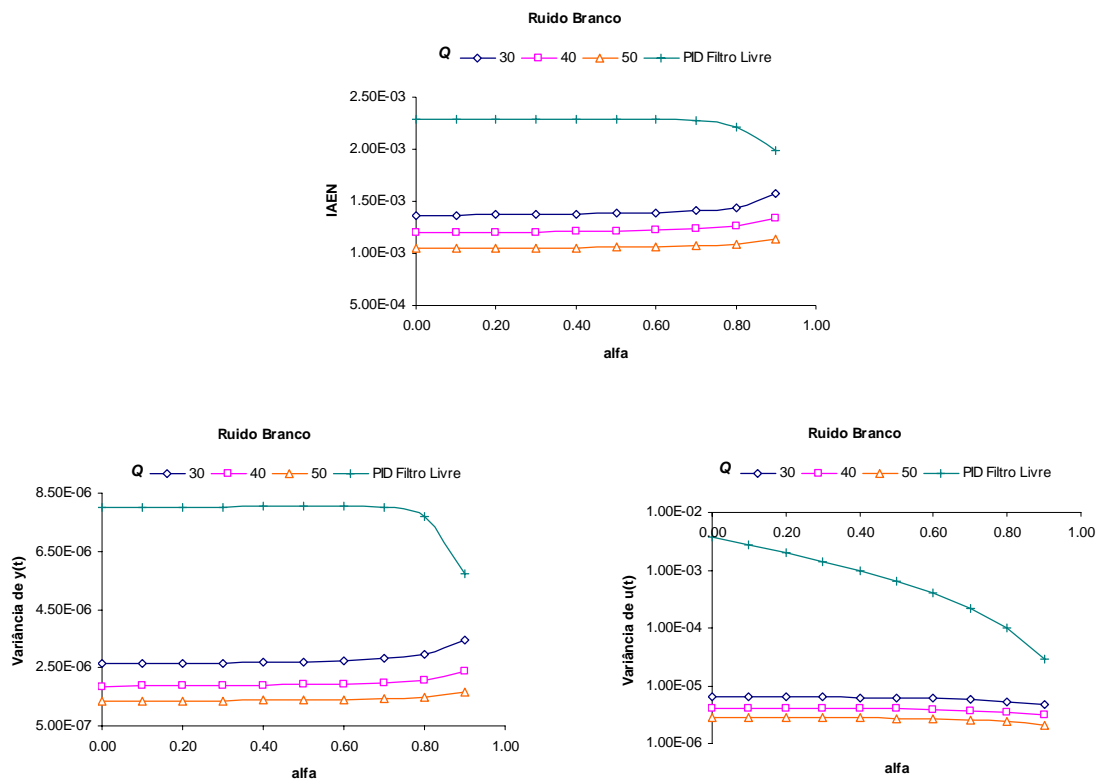 Ruido Branco
Q 30 40 50 PID Filtro Livre
2.50E-03
2.00E-03
1.50E-03
1.00E-03
5.00E-04
IAEN
0.00 0.20 0.40 0.60 0.80 1.00
alfa
Ruido Branco
Q 30 40 50 PID Filtro Livre
8.50E-06
6.50E-06
4.50E-06
2.50E-06
5.00E-07
Variância de y(t)
0.00 0.20 0.40 0.60 0.80 1.00
alfa
Ruido Branco
Q 30 40 50 PID Filtro Livre
1.00E-02
1.00E-03
1.00E-04
1.00E-05
1.00E-06
Variância de u(t)
0.00 0.20 0.40 0.60 0.80 1.00
alfa